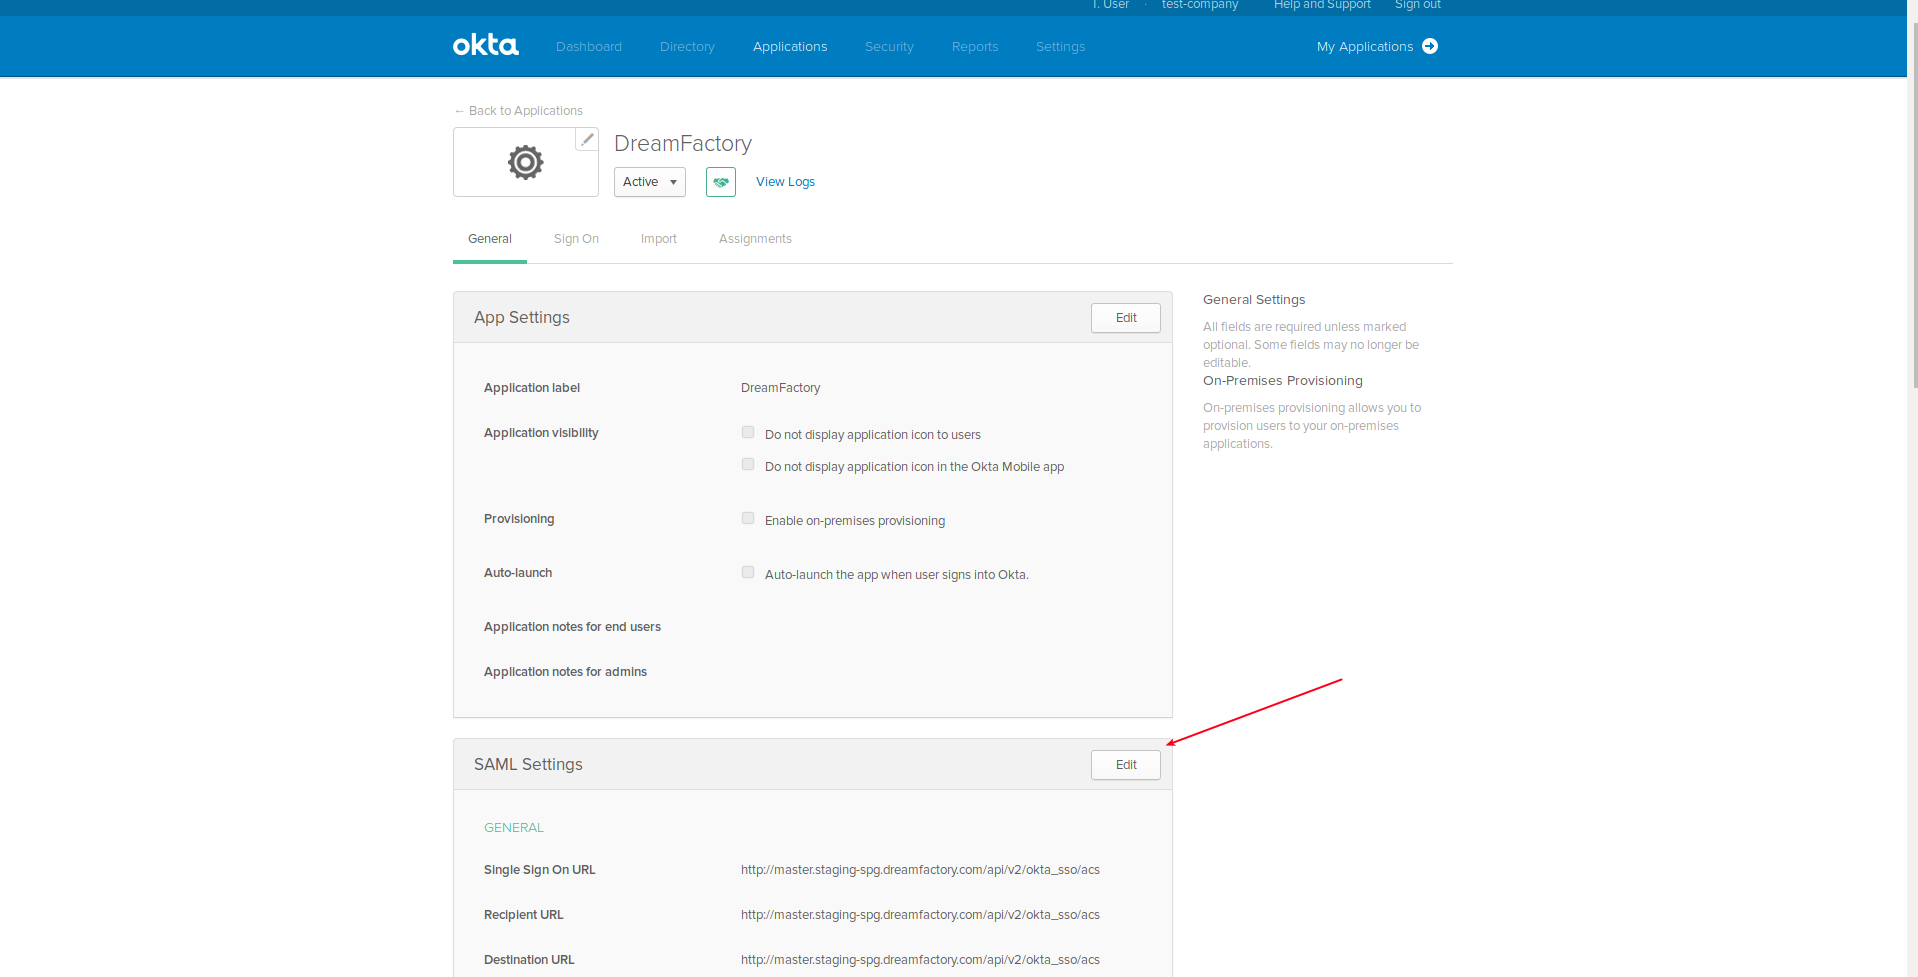 T. User · test-company Help and Support Sign out
okta Dashboard Directory Applications Security Reports Settings My Applications
← Back to Applications
DreamFactory
Active View Logs
General Sign On Import Assignments
App Settings Edit
Application label DreamFactory
Application visibility Do not display application icon to users
Do not display application icon in the Okta Mobile app
Provisioning Enable on-premises provisioning
Auto-launch Auto-launch the app when user signs into Okta.
Application notes for end users
Application notes for admins
General Settings
All fields are required unless marked
optional. Some fields may no longer be
editable.
On-Premises Provisioning
On-premises provisioning allows you to
provision users to your on-premises
applications.
SAML Settings Edit
GENERAL
Single Sign On URL http://master.staging-spg.dreamfactory.com/api/v2/okta_sso/acs
Recipient URL http://master.staging-spg.dreamfactory.com/api/v2/okta_sso/acs
Destination URL http://master.staging-spg.dreamfactory.com/api/v2/okta_sso/acs